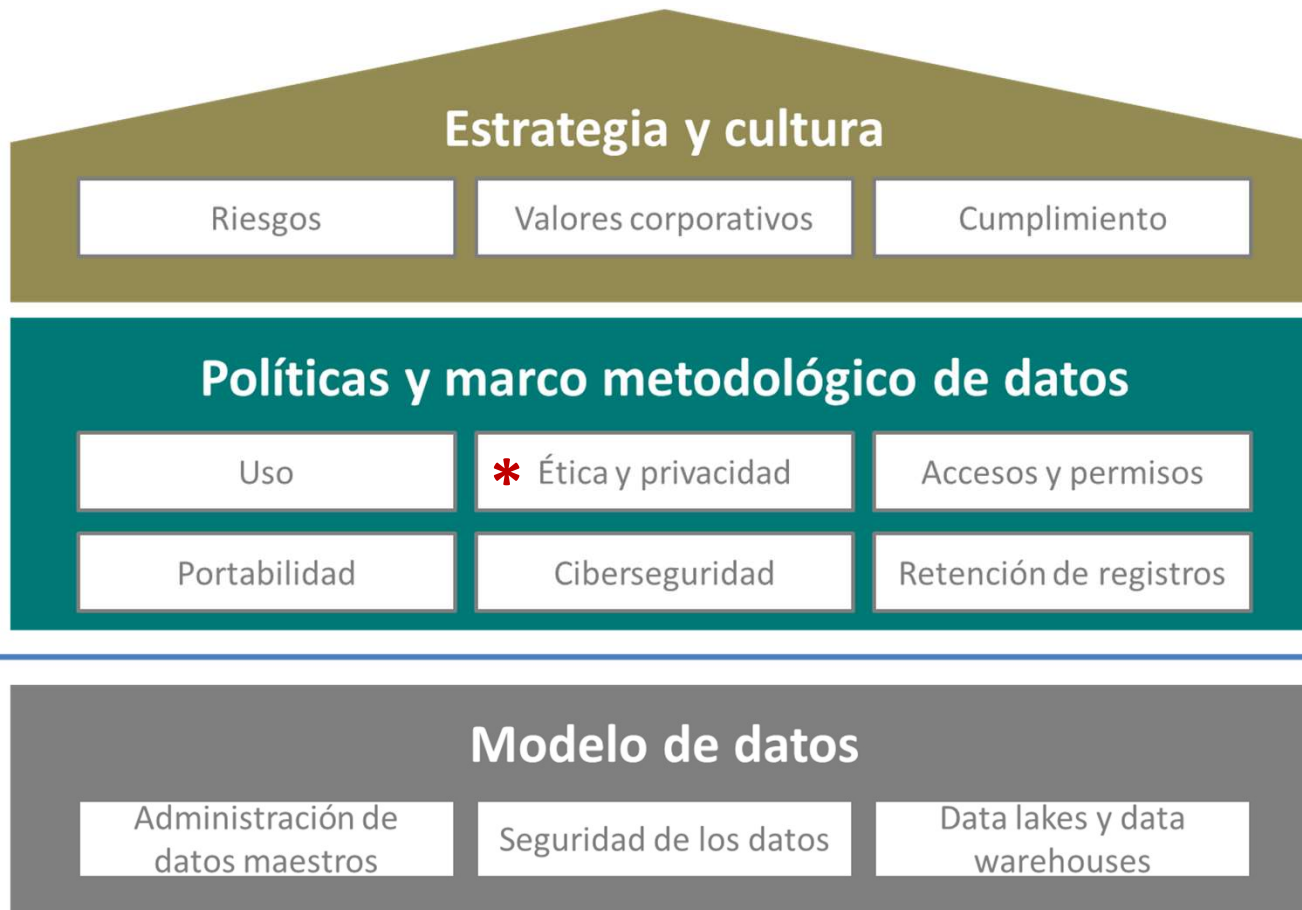 Estrategia y cultura
Riesgos
Valores corporativos
Cumplimiento
Políticas y marco metodológico de datos
Uso
* Ética y privacidad
Accesos y permisos
Portabilidad
Ciberseguridad
Retención de registros
Modelo de datos
Administración de
datos maestros
Seguridad de los datos
Data lakes y data
warehouses